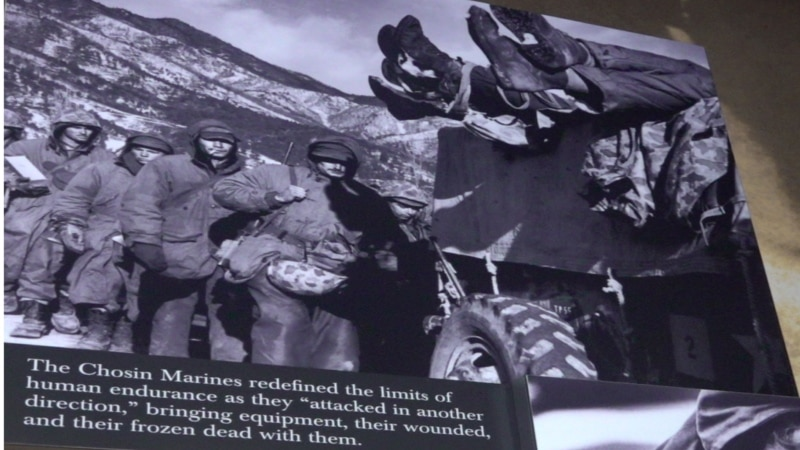 The Chosin Marines redefined the limits of
human endurance as they “attacked in another
direction,” bringing equipment, their wounded,
and their frozen dead with them.
2